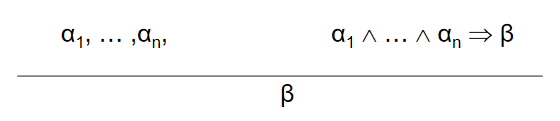 α₁, … ,αₙ, α₁ ∧ … ∧ αₙ ⇒ β
β